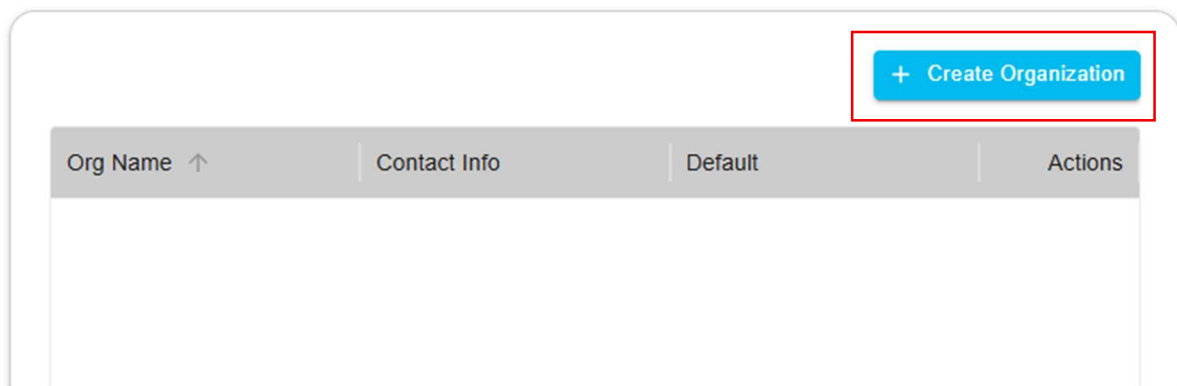 + Create Organization
Org Name ↑ Contact Info Default Actions